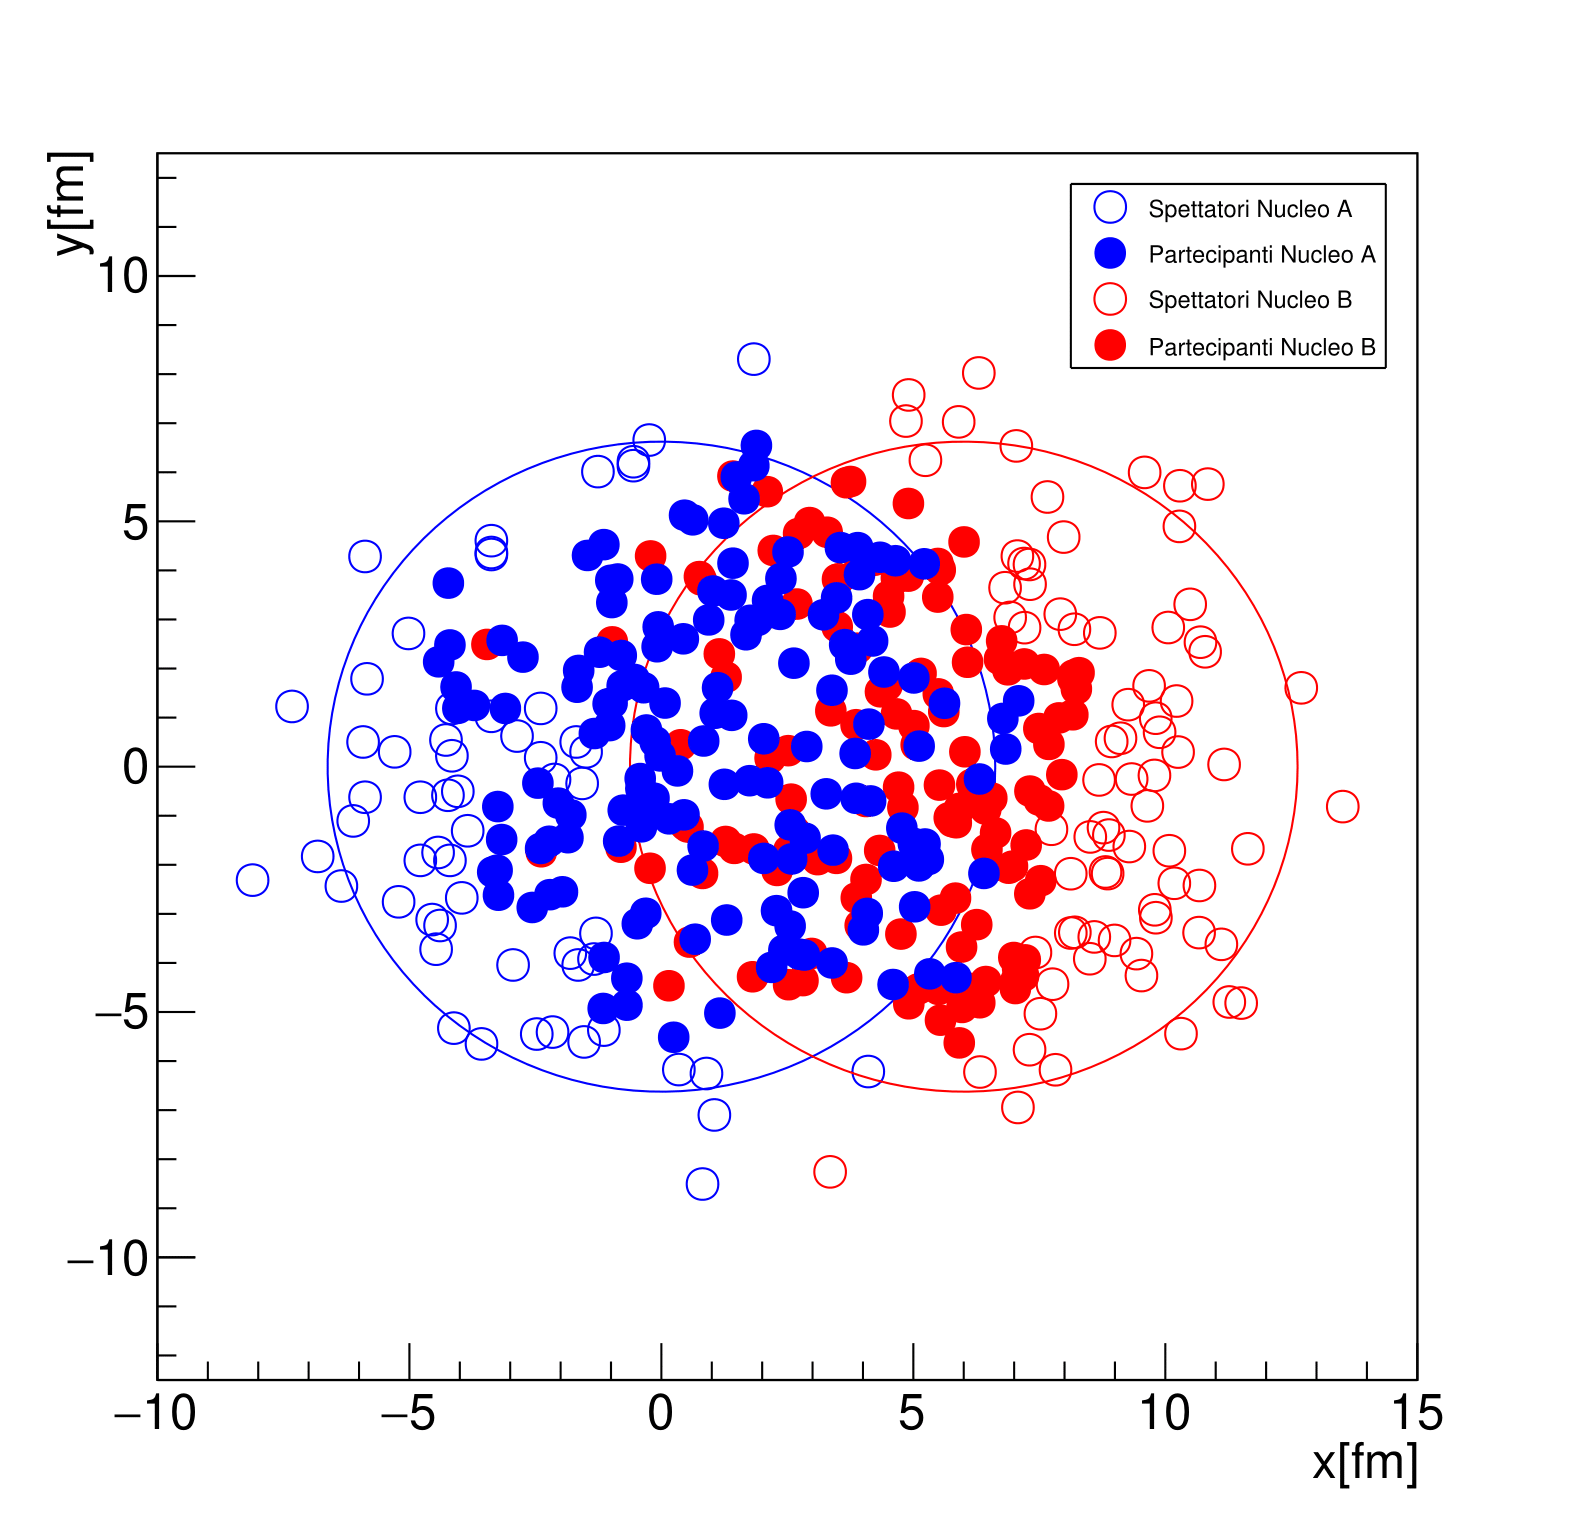 y[fm]
10
5
0
−5
−10
Spettatori Nucleo A
Partecipanti Nucleo A
Spettatori Nucleo B
Partecipanti Nucleo B
−10 −5 0 5 10 15
x[fm]